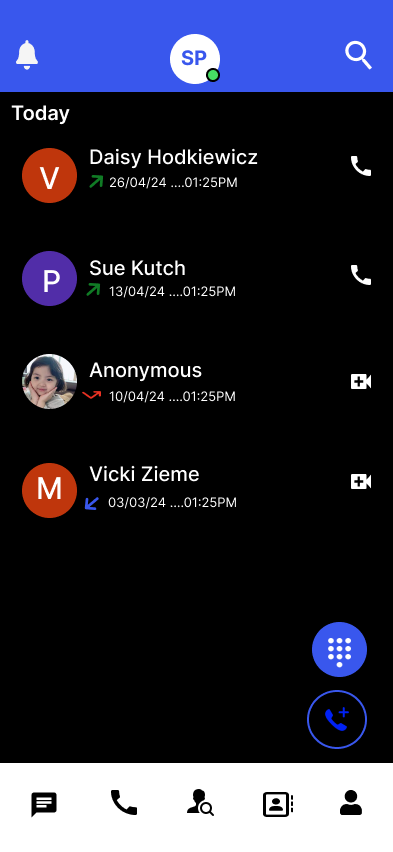 SP
Today
V
Daisy Hodkiewicz
26/04/24 ....01:25PM
P
Sue Kutch
13/04/24 ....01:25PM
Anonymous
10/04/24 ....01:25PM
M
Vicki Zieme
03/03/24 ....01:25PM